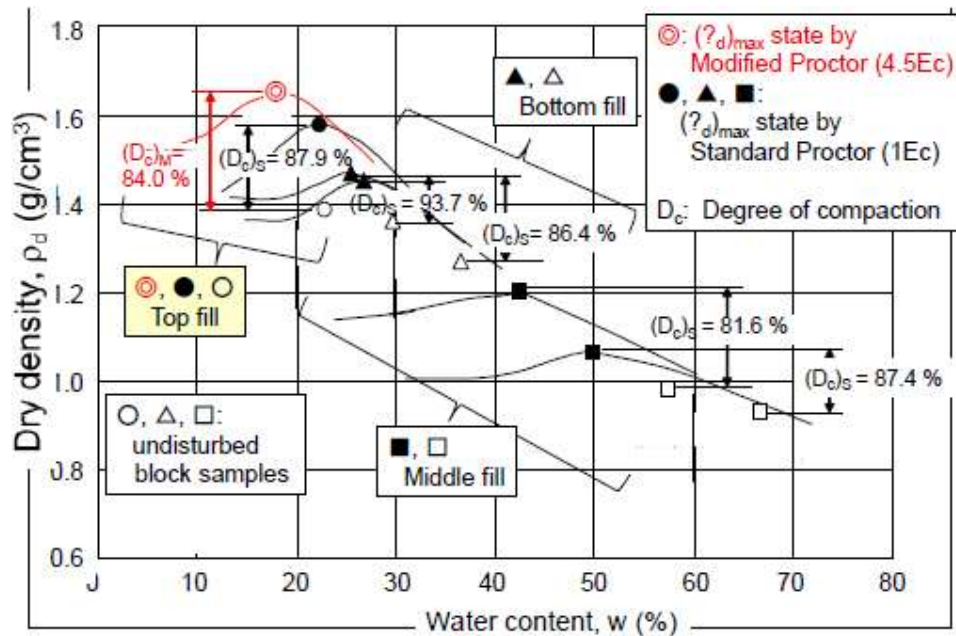 1.8
1.6
1.4
1.2
1.0
0.8
0.6
Dry density, ρd (g/cm³)
J 10 20 30 40 50 60 70 80
Water content, w (%)
◎: (?d)max state by
Modified Proctor (4.5Ec)
●, ▲, ■:
(?d)max state by
Standard Proctor (1Ec)
Dc: Degree of compaction
▲, △
Bottom fill
(Dc)M=
84.0 %
(Dc)S= 87.9 %
(Dc)S= 93.7 %
(Dc)S= 86.4 %
◎, ●, ○
Top fill
(Dc)S= 81.6 %
(Dc)S= 87.4 %
○, △, □:
undisturbed
block samples
■, □
Middle fill